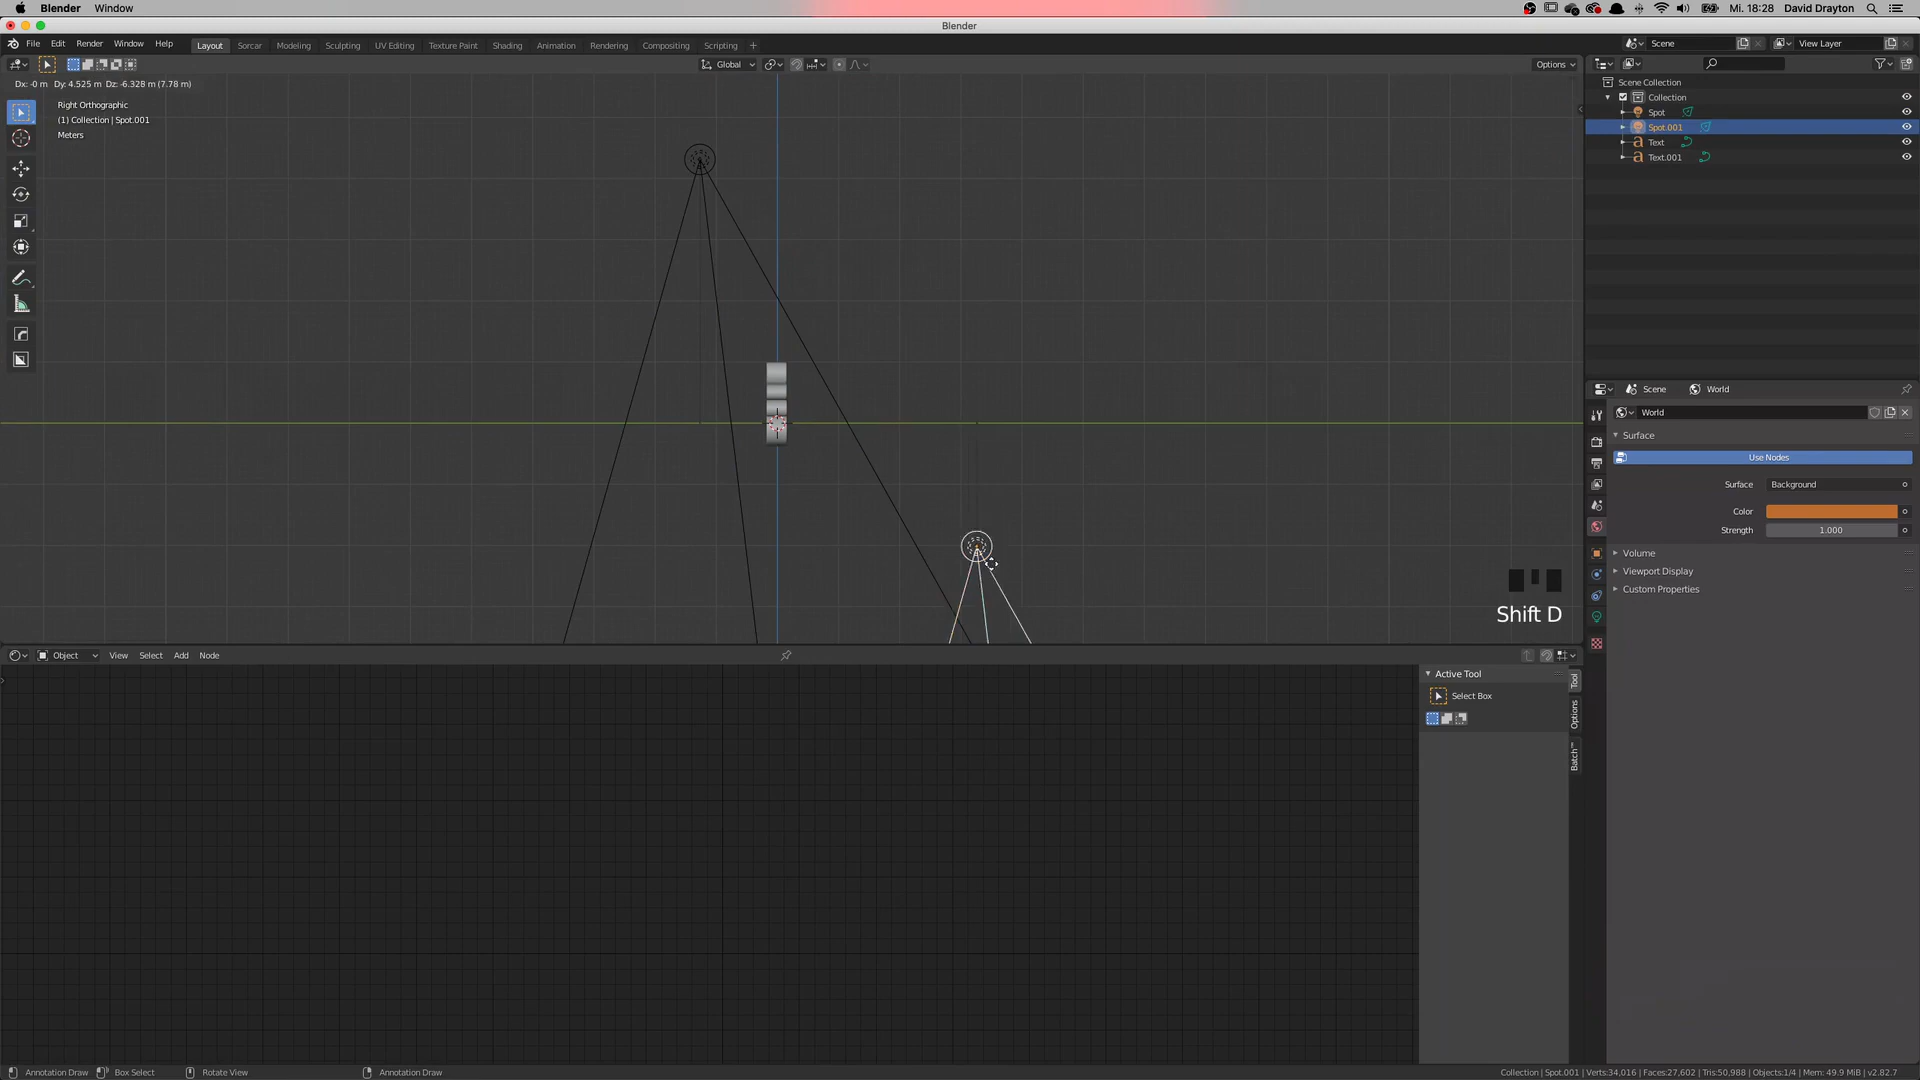 Blender Window Mi. 18:28 David Drayton
Blender
File Edit Render Window Help Layout Sorcar Modeling Sculpting UV Editing Texture Paint Shading Animation Rendering Compositing Scripting + Scene View Layer
Global Options
Dx: -0 m Dy: 4.525 m Dz: -6.328 m (7.78 m)
Right Orthographic
(1) Collection | Spot.001
Meters
Scene Collection
Collection
Spot
Spot.001
Text
Text.001
Scene World
World
Surface
Use Nodes
Surface Background
Color
Strength 1.000
Volume
Viewport Display
Custom Properties
Shift D
Object View Select Add Node
Active Tool
Select Box
Tool
Options
Batch™
Annotation Draw Box Select Rotate View Annotation Draw
Collection | Spot.001 | Verts:34,016 | Faces:27,602 | Tris:50,988 | Objects:1/4 | Mem: 49.9 MiB | v2.82.7